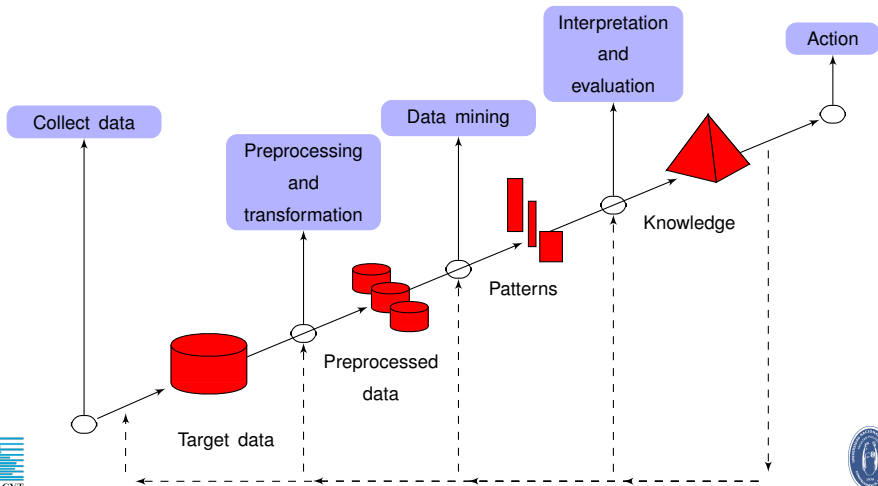 Interpretation
and
evaluation
Action
Collect data
Data mining
Preprocessing
and
transformation
Knowledge
Patterns
Preprocessed
data
Target data